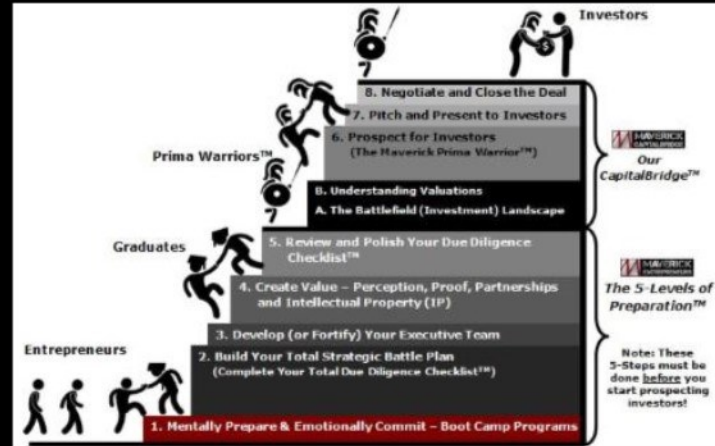 Investors
8. Negotiate and Close the Deal
7. Pitch and Present to Investors
6. Prospect for Investors
(The Maverick Prima Warrior™)
Prima Warriors™
B. Understanding Valuations
A. The Battlefield (Investment) Landscape
MAVERICK
CAPITALBRIDGE
Our
CapitalBridge™
Graduates
5. Review and Polish Your Due Diligence
Checklist™
4. Create Value – Perception, Proof, Partnerships
and Intellectual Property (IP)
3. Develop (or Fortify) Your Executive Team
Entrepreneurs
2. Build Your Total Strategic Battle Plan
(Complete Your Total Due Diligence Checklist™)
1. Mentally Prepare & Emotionally Commit – Boot Camp Programs
MAVERICK
ENTREPRENEURS
The 5-Levels of
Preparation™
Note: These
5-Steps must be
done before you
start prospecting
investors!
$